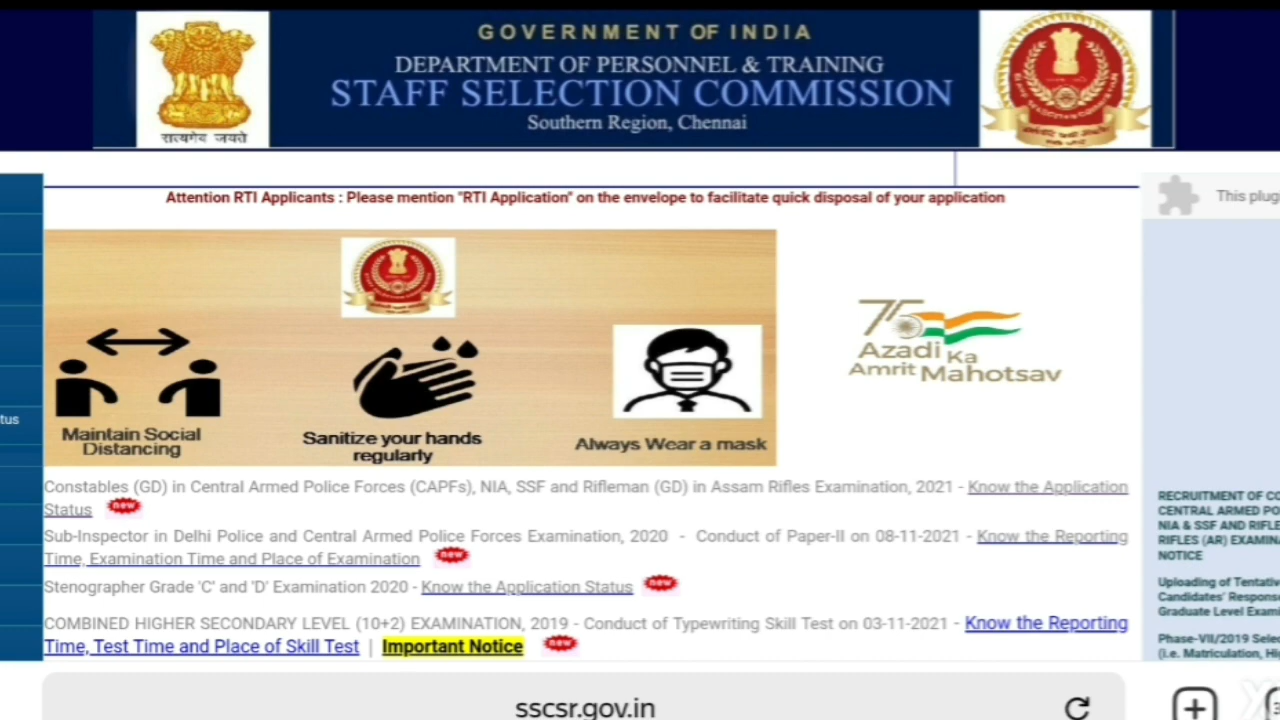 GOVERNMENT OF INDIA
DEPARTMENT OF PERSONNEL & TRAINING
STAFF SELECTION COMMISSION
Southern Region, Chennai
सत्यमेव जयते
Attention RTI Applicants : Please mention "RTI Application" on the envelope to facilitate quick disposal of your application
This plug
75
Azadi Ka
Amrit Mahotsav
tus
Maintain Social
Distancing
Sanitize your hands
regularly
Always Wear a mask
Constables (GD) in Central Armed Police Forces (CAPFs), NIA, SSF and Rifleman (GD) in Assam Rifles Examination, 2021 - Know the Application
Status new
Sub-Inspector in Delhi Police and Central Armed Police Forces Examination, 2020 - Conduct of Paper-II on 08-11-2021 - Know the Reporting
Time, Examination Time and Place of Examination new
Stenographer Grade 'C' and 'D' Examination 2020 - Know the Application Status new
COMBINED HIGHER SECONDARY LEVEL (10+2) EXAMINATION, 2019 - Conduct of Typewriting Skill Test on 03-11-2021 - Know the Reporting
Time, Test Time and Place of Skill Test | Important Notice new
RECRUITMENT OF CO
CENTRAL ARMED PO
NIA & SSF AND RIFLE
RIFLES (AR) EXAMINA
NOTICE
Uploading of Tentativ
Candidates' Response
Graduate Level Exami
Phase-VII/2019 Selec
(i.e. Matriculation, Hi
sscsr.gov.in